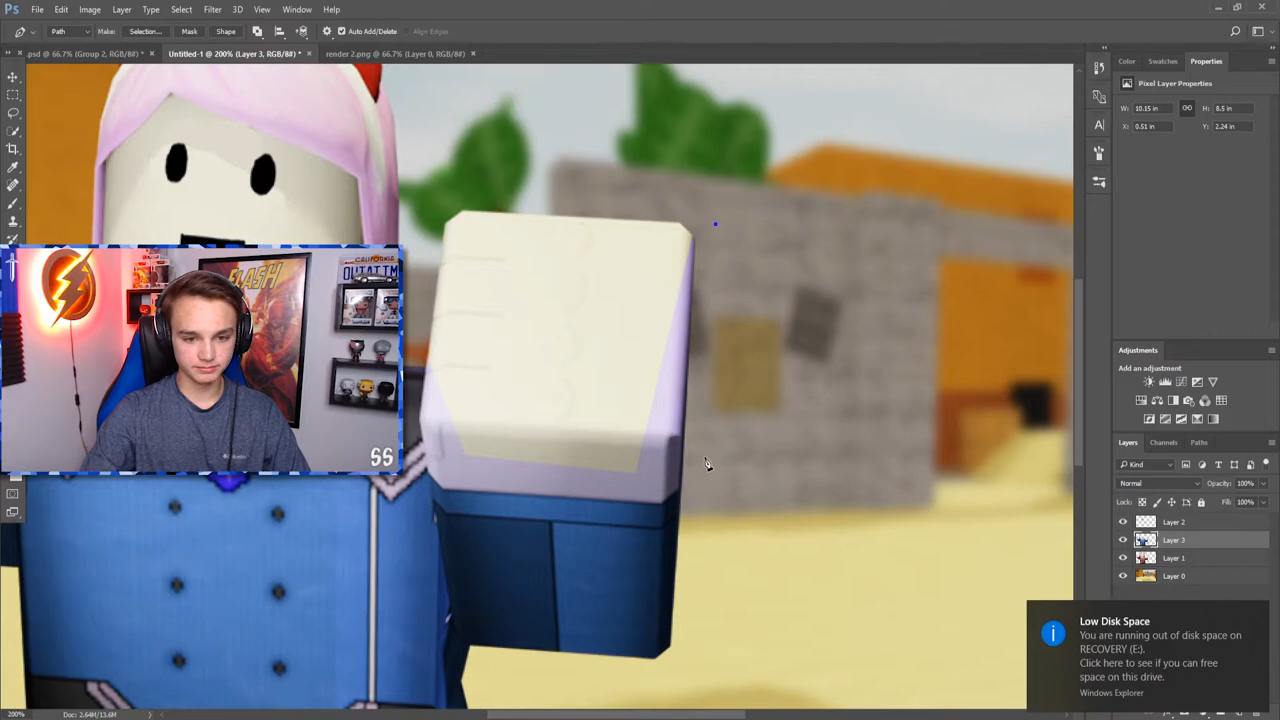 Ps File Edit Image Layer Type Select Filter 3D View Window Help
Path Make: Selection... Mask Shape Auto Add/Delete Align Edges
.psd @ 66.7% (Group 2, RGB/8#) * Untitled-1 @ 200% (Layer 3, RGB/8#) * render 2.png @ 66.7% (Layer 0, RGB/8#)
Color Swatches Properties
Pixel Layer Properties
W: 10.15 in H: 8.5 in
X: 0.51 in Y: 2.24 in
CALIFORNIA
OUTATIM
FLASH
Adjustments
Add an adjustment
Layers Channels Paths
Kind
Normal Opacity: 100%
Lock: Fill: 100%
Layer 2
Layer 3
Layer 1
Layer 0
Low Disk Space
You are running out of disk space on
RECOVERY (E:).
Click here to see if you can free
space on this drive.
Windows Explorer
200% Doc: 2.64M/13.6M